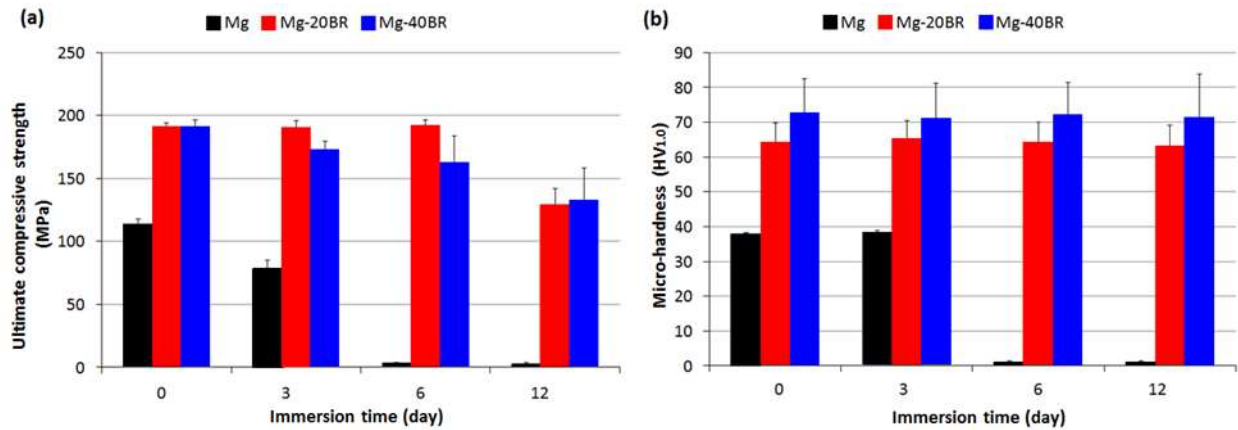 (a)
Mg Mg-20BR Mg-40BR
250
200
150
100
50
0
Ultimate compressive strength
(MPa)
0 3 6 12
Immersion time (day)
(b)
Mg Mg-20BR Mg-40BR
90
80
70
60
50
40
30
20
10
0
Micro-hardness (HV1.0)
0 3 6 12
Immersion time (day)